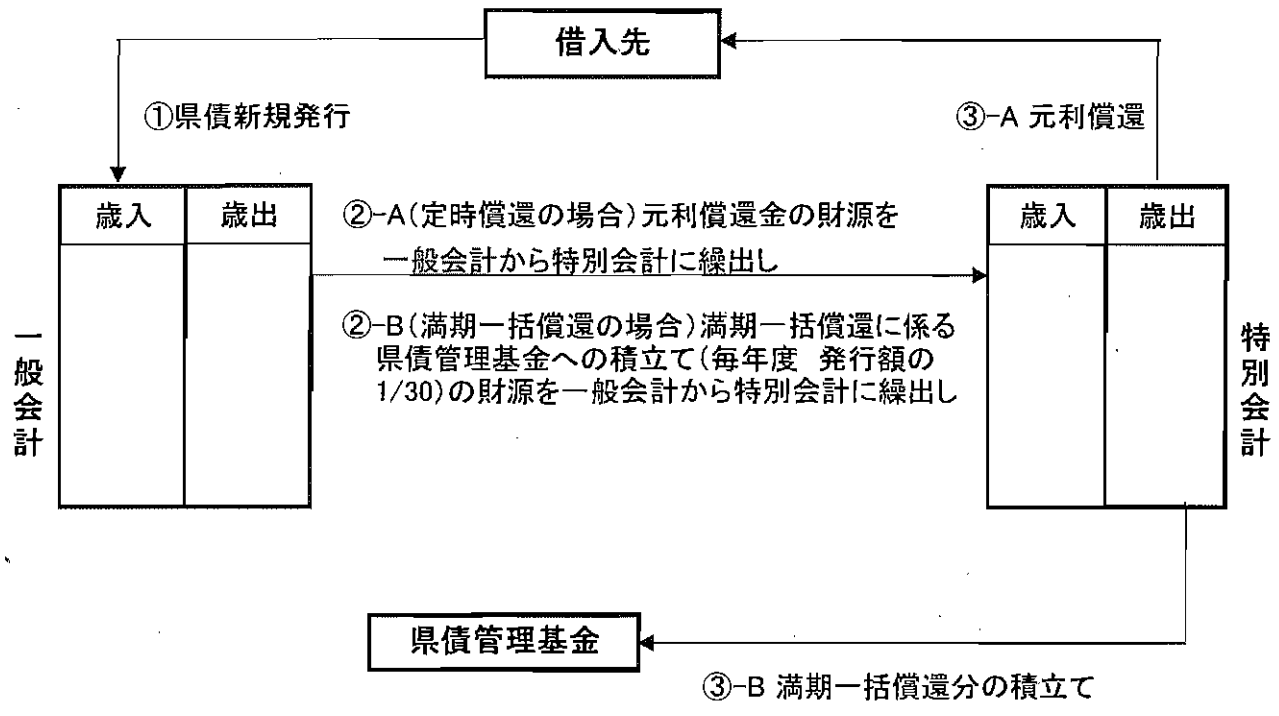 借入先
①県債新規発行
③-A 元利償還
歳入 歳出
②-A(定時償還の場合)元利償還金の財源を
一般会計から特別会計に繰出し
歳入 歳出
②-B(満期一括償還の場合)満期一括償還に係る
県債管理基金への積立て(毎年度 発行額の
1/30)の財源を一般会計から特別会計に繰出し
一般会計
特別会計
県債管理基金
③-B 満期一括償還分の積立て